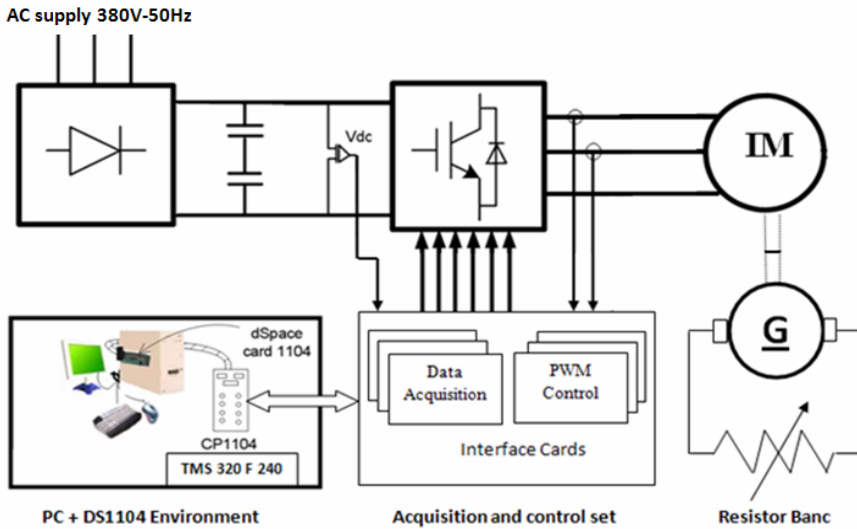 AC supply 380V-50Hz
Vdc
IM
G
dSpace
card 1104
CP1104
TMS 320 F 240
Data
Acquisition
PWM
Control
Interface Cards
PC + DS1104 Environment
Acquisition and control set
Resistor Banc